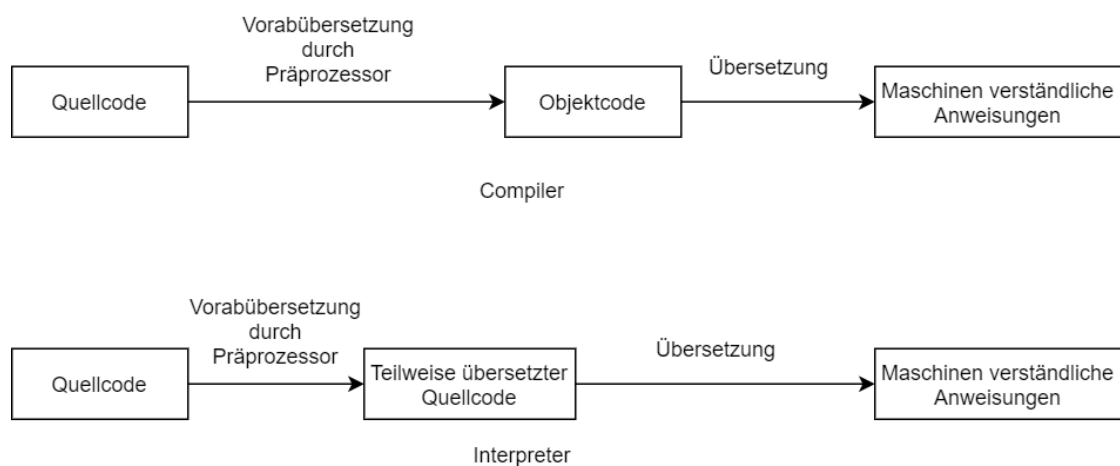 Vorabübersetzung
durch
Präprozessor
Übersetzung
Quellcode
Objektcode
Maschinen verständliche
Anweisungen
Compiler
Vorabübersetzung
durch
Präprozessor
Übersetzung
Quellcode
Teilweise übersetzter
Quellcode
Maschinen verständliche
Anweisungen
Interpreter